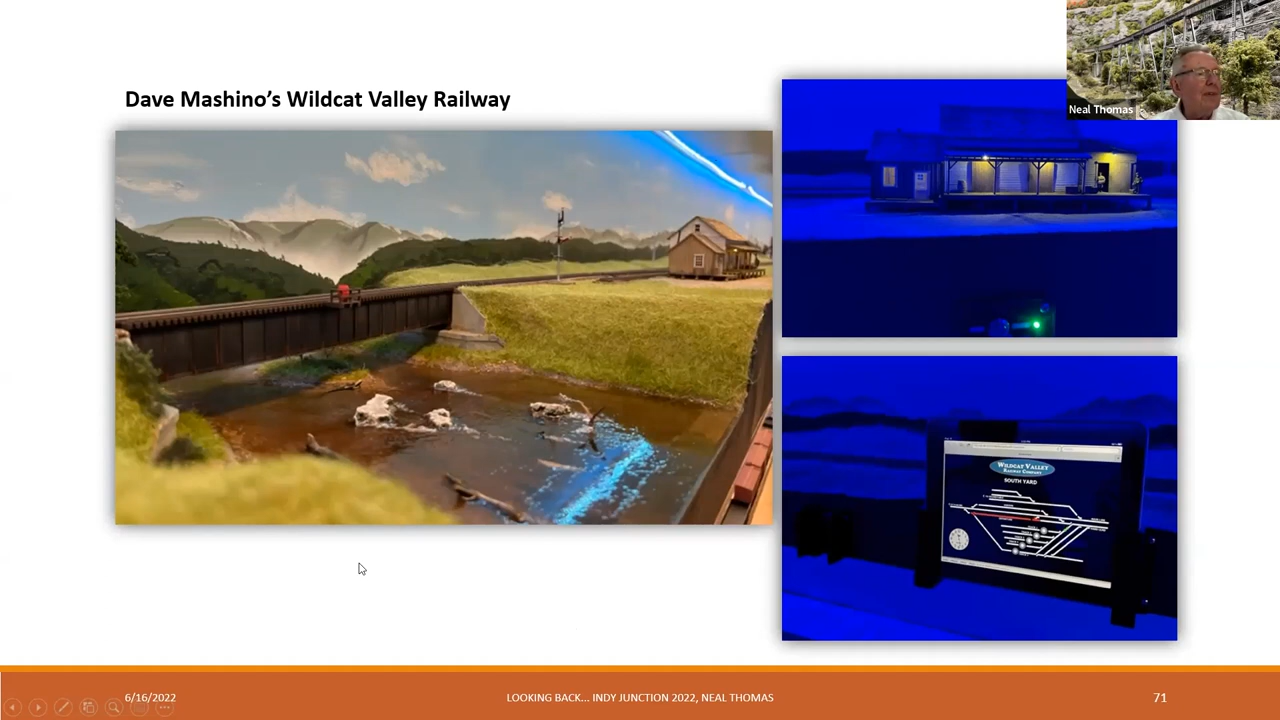 Dave Mashino's Wildcat Valley Railway
Neal Thomas
WILDCAT VALLEY
RAILWAY COMPANY
SOUTH YARD
6/16/2022
LOOKING BACK... INDY JUNCTION 2022, NEAL THOMAS
71